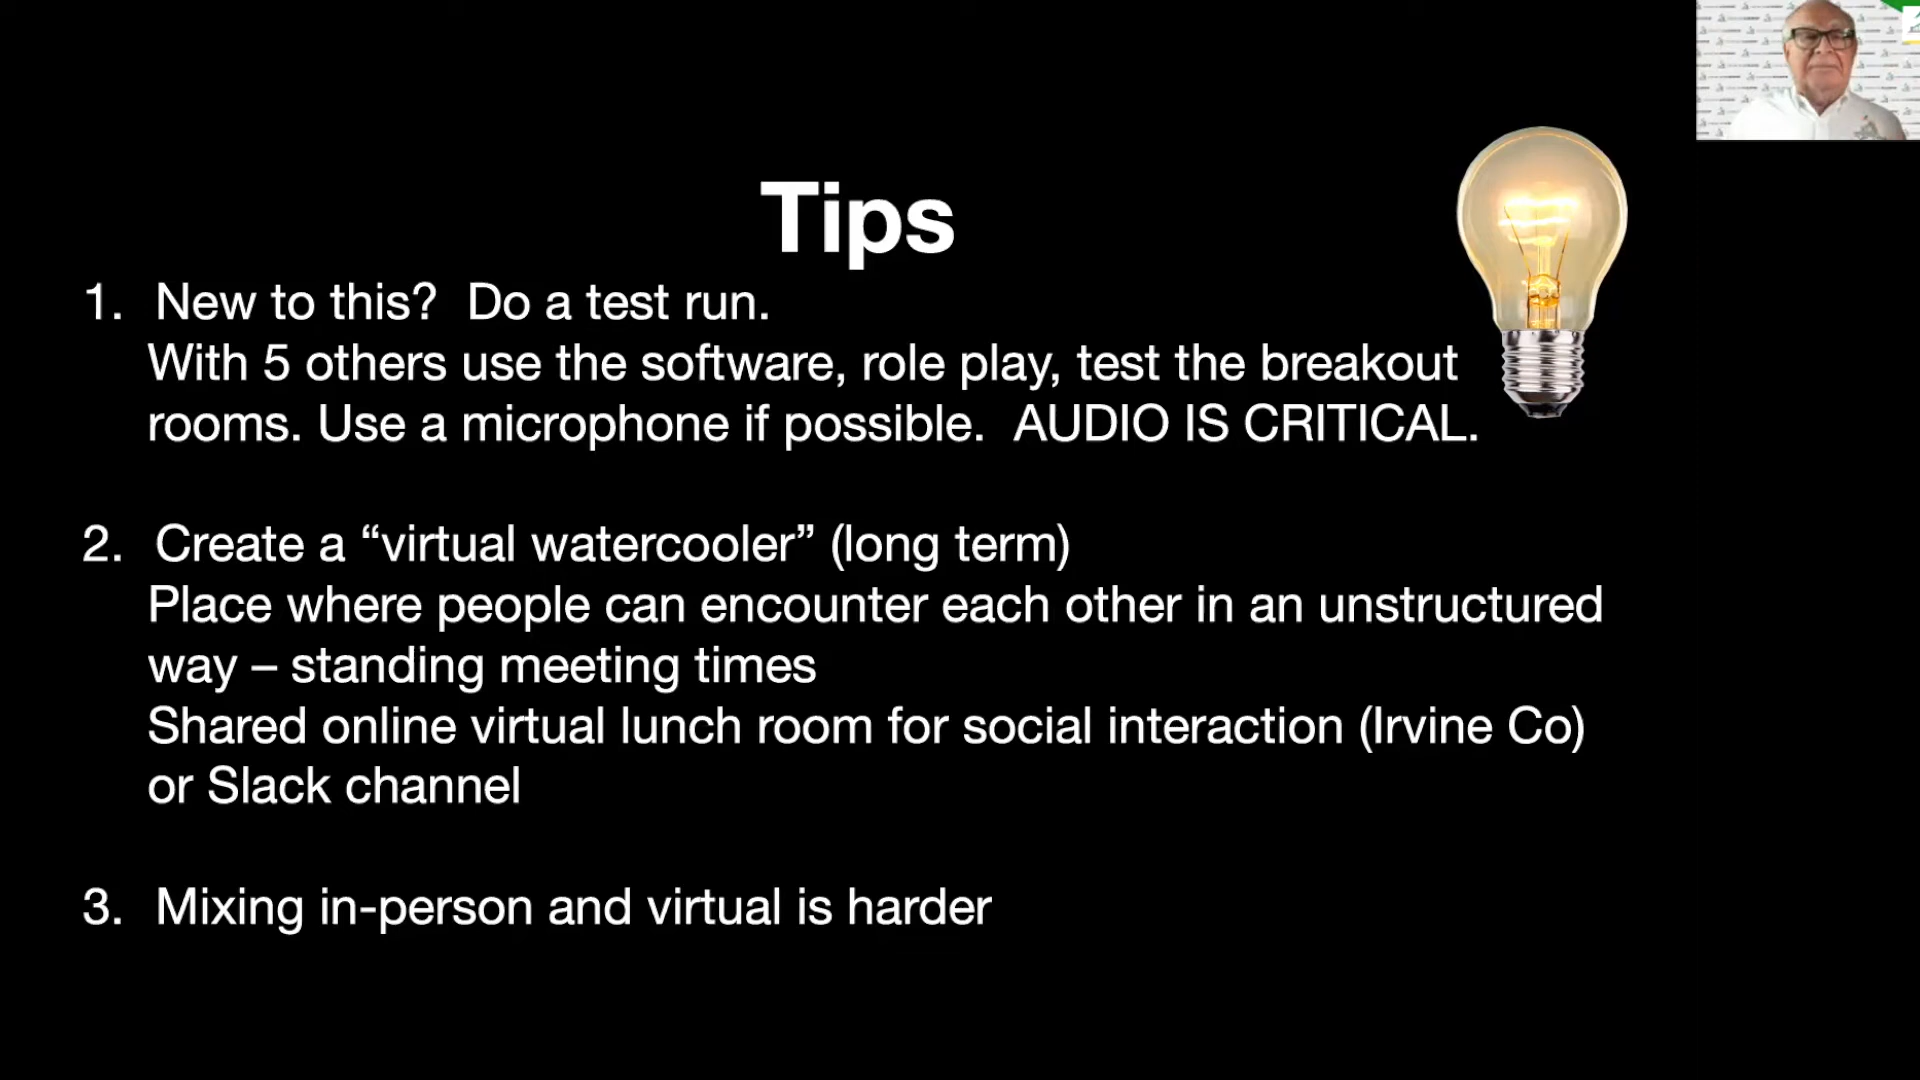 Tips
1. New to this? Do a test run.
With 5 others use the software, role play, test the breakout
rooms. Use a microphone if possible. AUDIO IS CRITICAL.
2. Create a “virtual watercooler” (long term)
Place where people can encounter each other in an unstructured
way – standing meeting times
Shared online virtual lunch room for social interaction (Irvine Co)
or Slack channel
3. Mixing in-person and virtual is harder